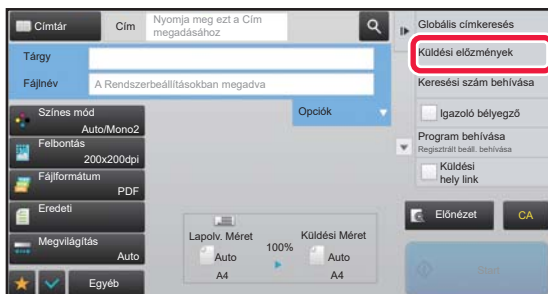 Címtár
Cím
Nyomja meg ezt a Cím
megadásához
Tárgy
Fájlnév
A Rendszerbeállításokban megadva
Színes mód
Auto/Mono2
Felbontás
200x200dpi
Fájlformátum
PDF
Eredeti
Megvilágítás
Auto
Egyéb
Opciók
Lapolv. Méret
Auto
A4
100%
Küldési Méret
Auto
A4
Globális címkeresés
Küldési előzmények
Keresési szám behívása
Igazoló bélyegző
Program behívása
Regisztrált beáll. behívása
Küldési
hely link
Előnézet
CA
Start